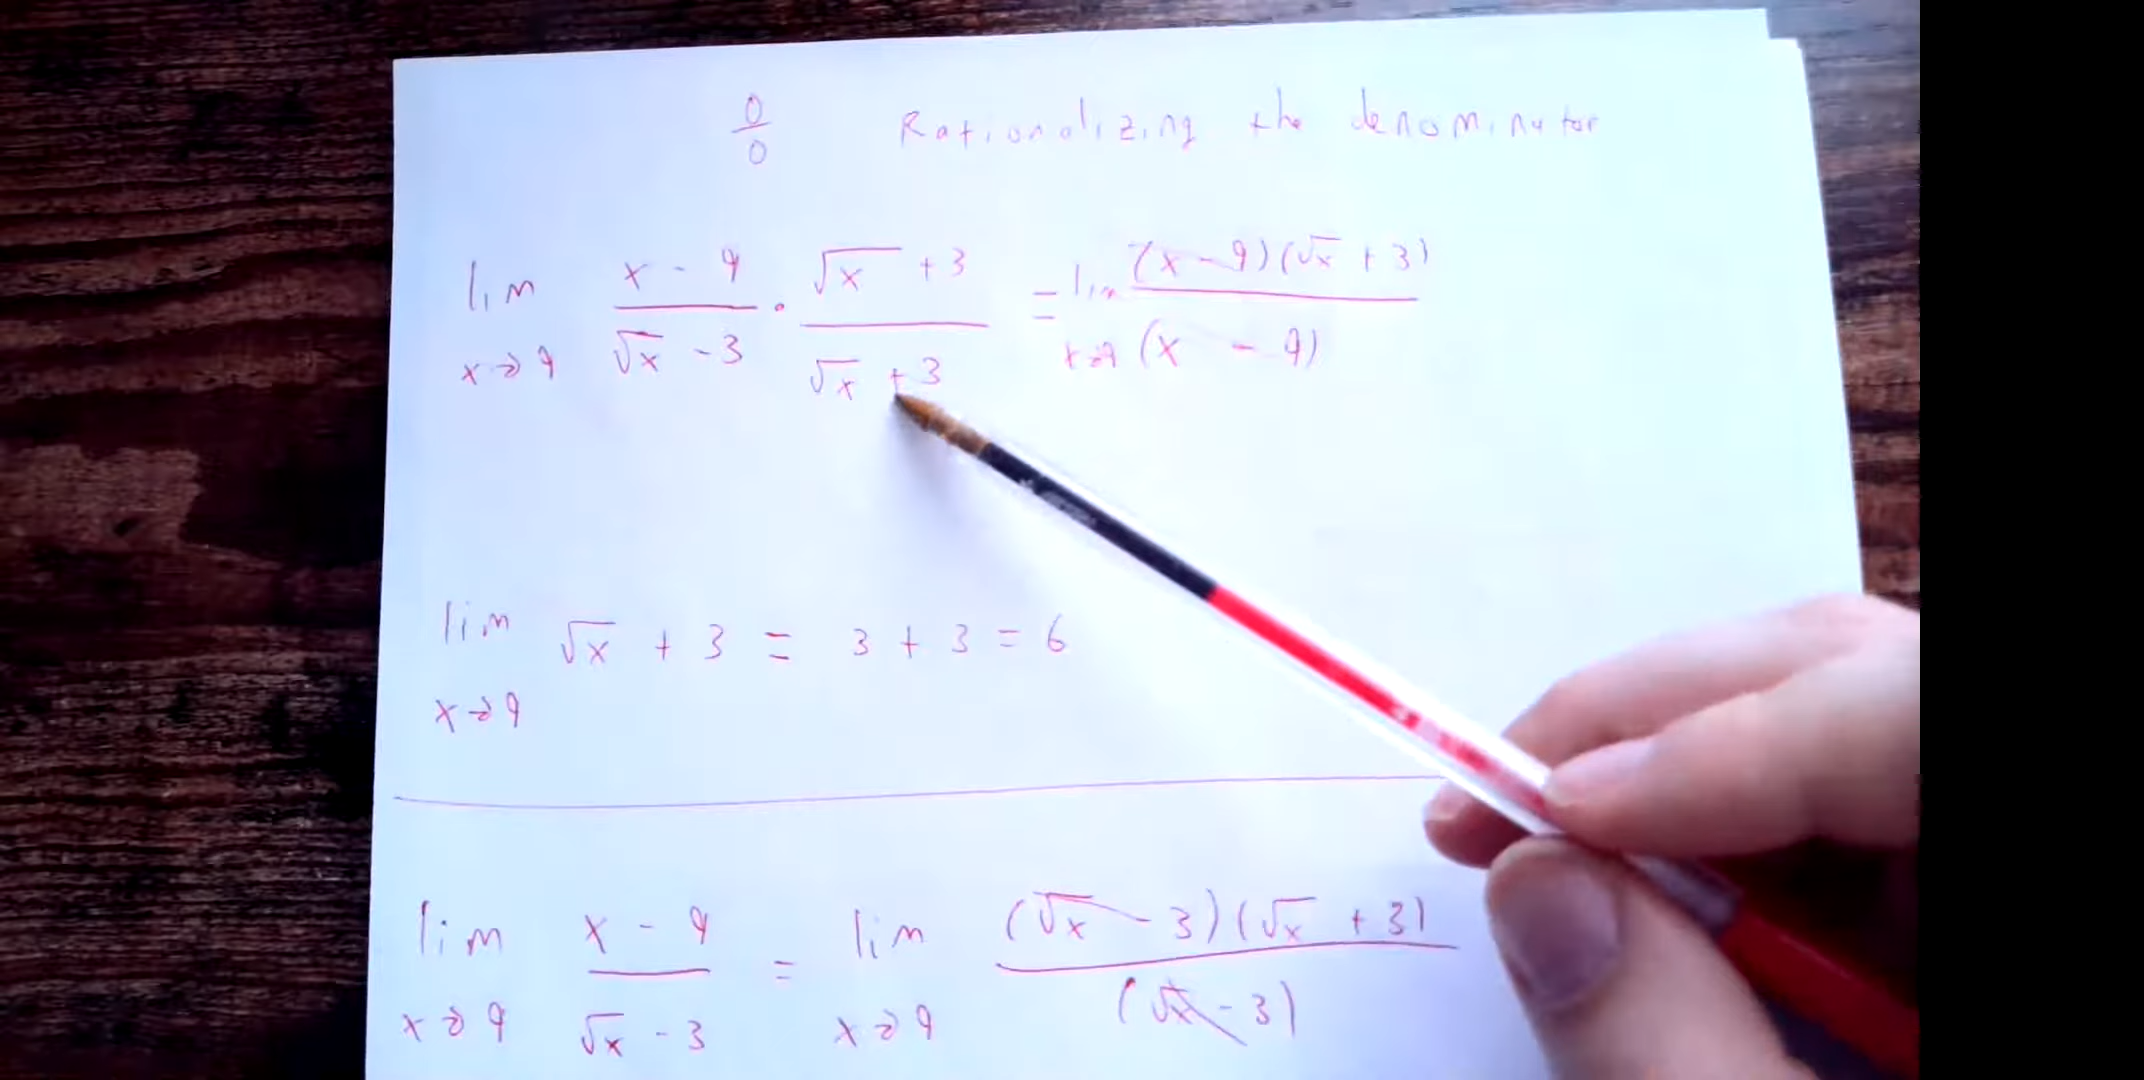 0/0 Rationalizing the denominator
lim x→9 (x - 9)/(√x - 3) · (√x + 3)/(√x + 3) = lim x→9 (x - 9)(√x + 3)/(x - 9)
lim x→9 √x + 3 = 3 + 3 = 6
lim x→9 (x - 9)/(√x - 3) = lim x→9 (√x - 3)(√x + 3)/(√x - 3)